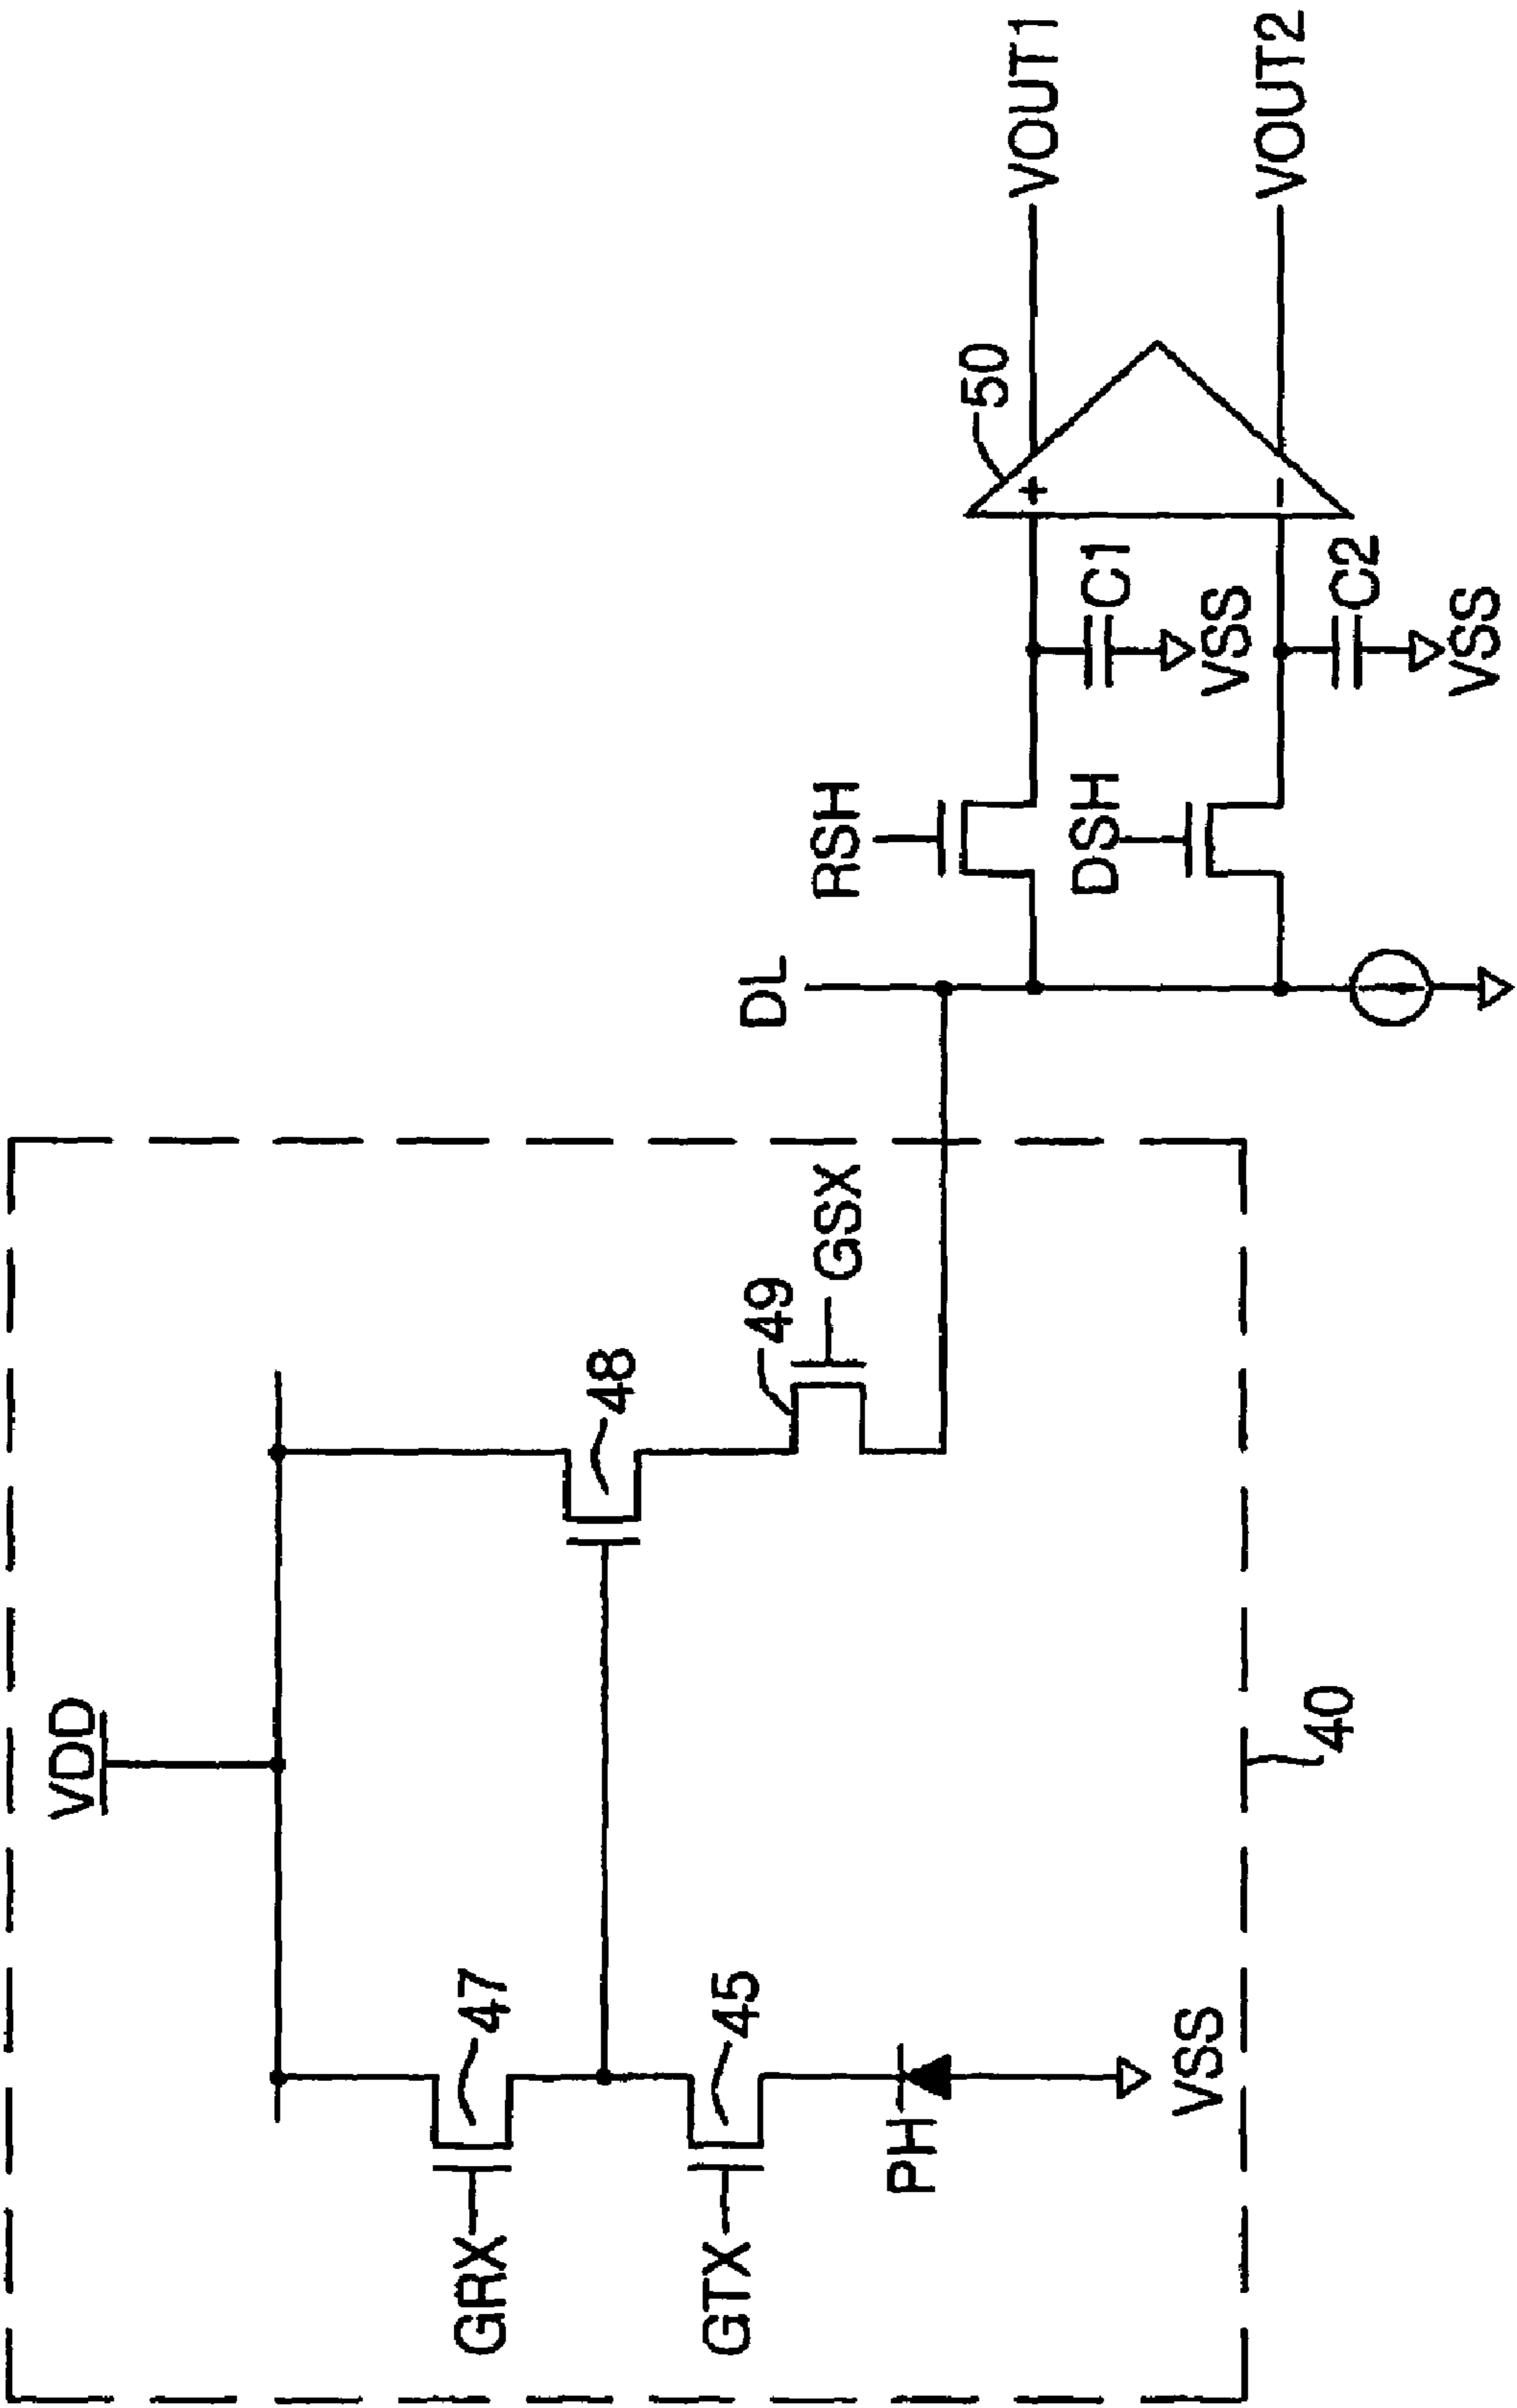 VDD
GRX
47
48
GTX
45
49
GSX
PH
VSS
40
DL
RSH
DSH
C1
VSS
C2
VSS
50
VOUT1
VOUT2